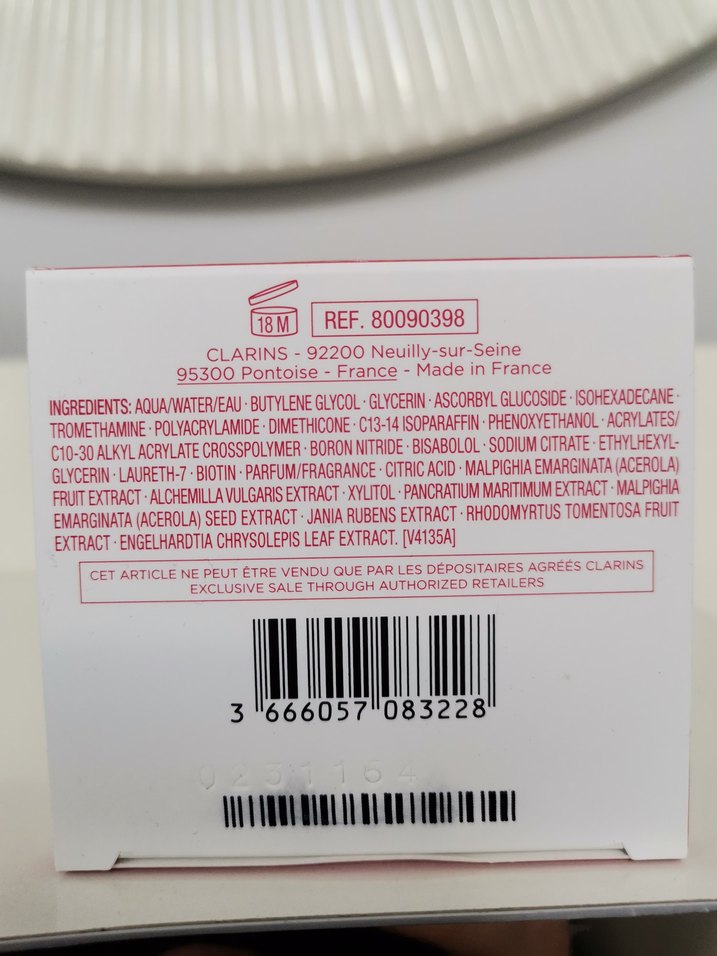 18 M
REF. 80090398
CLARINS - 92200 Neuilly-sur-Seine
95300 Pontoise - France - Made in France
INGREDIENTS: AQUA/WATER/EAU · BUTYLENE GLYCOL · GLYCERIN · ASCORBYL GLUCOSIDE · ISOHEXADECANE ·
TROMETHAMINE · POLYACRYLAMIDE · DIMETHICONE · C13-14 ISOPARAFFIN · PHENOXYETHANOL · ACRYLATES/
C10-30 ALKYL ACRYLATE CROSSPOLYMER · BORON NITRIDE · BISABOLOL · SODIUM CITRATE · ETHYLHEXYL-
GLYCERIN · LAURETH-7 · BIOTIN · PARFUM/FRAGRANCE · CITRIC ACID · MALPIGHIA EMARGINATA (ACEROLA)
FRUIT EXTRACT · ALCHEMILLA VULGARIS EXTRACT · XYLITOL · PANCRATIUM MARITIMUM EXTRACT · MALPIGHIA
EMARGINATA (ACEROLA) SEED EXTRACT · JANIA RUBENS EXTRACT · RHODOMYRTUS TOMENTOSA FRUIT
EXTRACT · ENGELHARDTIA CHRYSOLEPIS LEAF EXTRACT. [V4135A]
CET ARTICLE NE PEUT ÊTRE VENDU QUE PAR LES DÉPOSITAIRES AGRÉÉS CLARINS
EXCLUSIVE SALE THROUGH AUTHORIZED RETAILERS
3 666057 083228
0231164